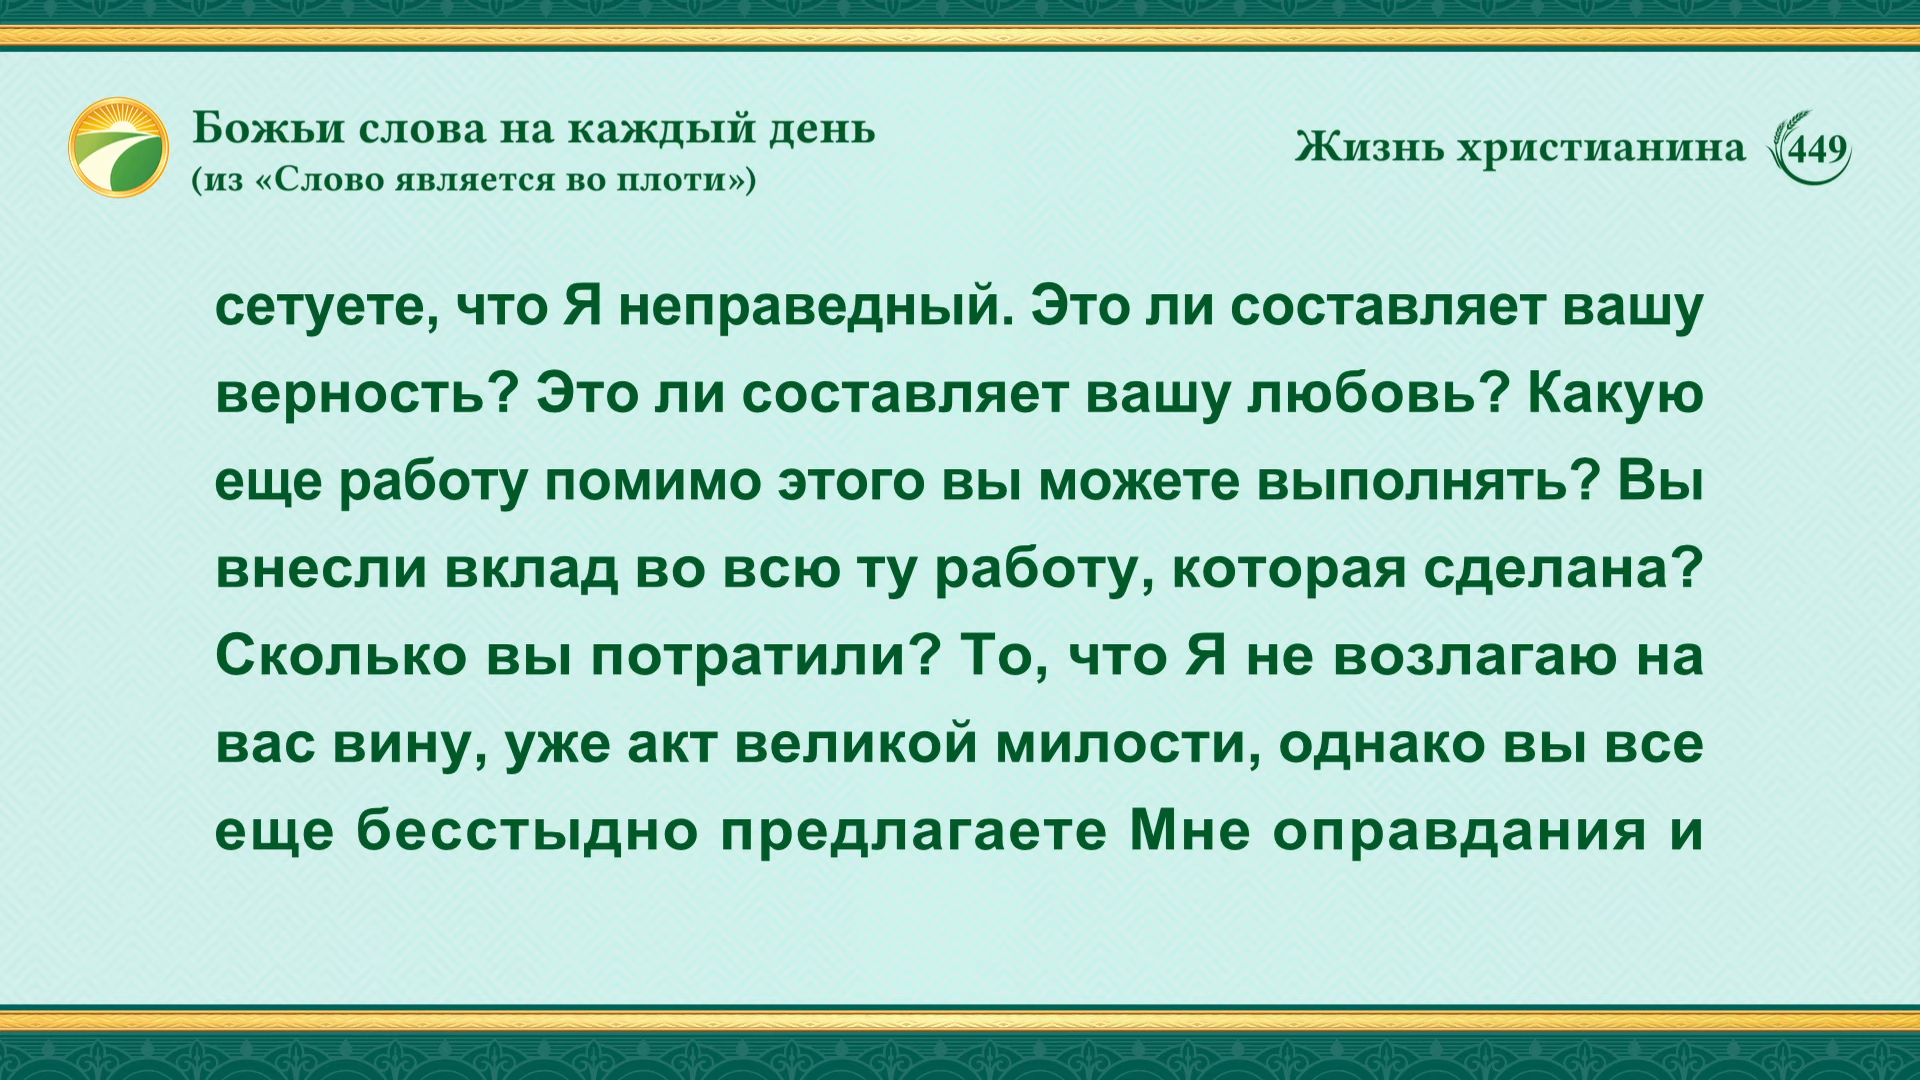 Божьи слова на каждый день
(из «Слово является во плоти»)
Жизнь христианина 449
сетуете, что Я неправедный. Это ли составляет вашу
верность? Это ли составляет вашу любовь? Какую
еще работу помимо этого вы можете выполнять? Вы
внесли вклад во всю ту работу, которая сделана?
Сколько вы потратили? То, что Я не возлагаю на
вас вину, уже акт великой милости, однако вы все
еще бесстыдно предлагаете Мне оправдания и